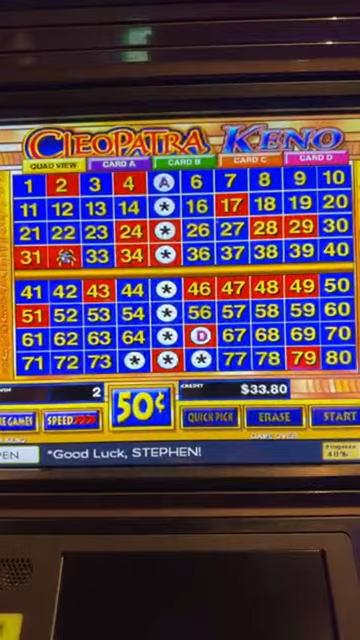 CLEOPATRA KENO
QUAD VIEW CARD A CARD B CARD C CARD D
1 2 3 4 A 6 7 8 9 10
11 12 13 14 * 16 17 18 19 20
21 22 23 24 * 26 27 28 29 30
31 33 34 * 36 37 38 39 40
41 42 43 44 * 46 47 48 49 50
51 52 53 54 * 56 57 58 59 60
61 62 63 64 * D 67 68 69 70
71 72 73 * * * 77 78 79 80
2 50¢ CREDIT $33.80
RE GAMES SPEED QUICK PICK ERASE START
GAME OVER
PEN *Good Luck, STEPHEN!